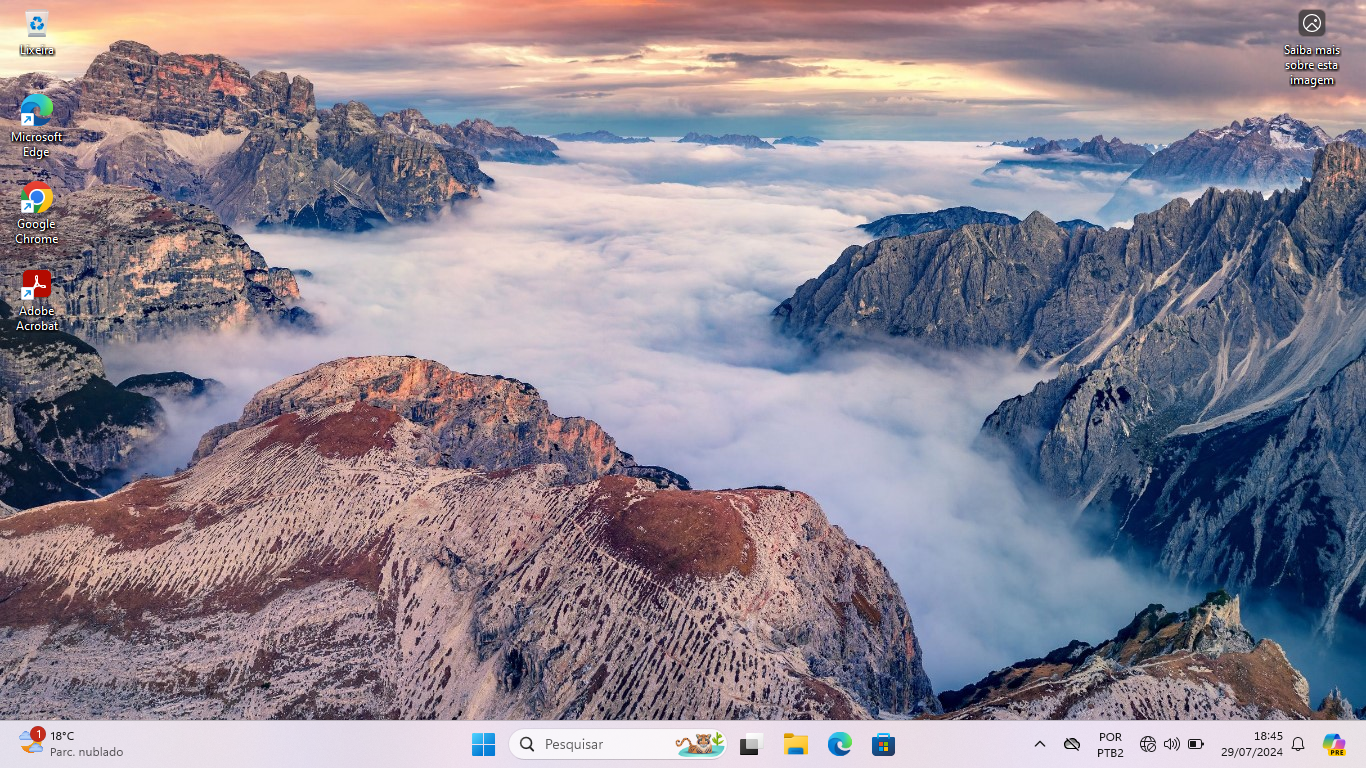 Lixeira
Microsoft
Edge
Google
Chrome
Adobe
Acrobat
Saiba mais
sobre esta
imagem
1
18°C
Parc. nublado
Pesquisar
POR
PTB2
18:45
29/07/2024
PRE